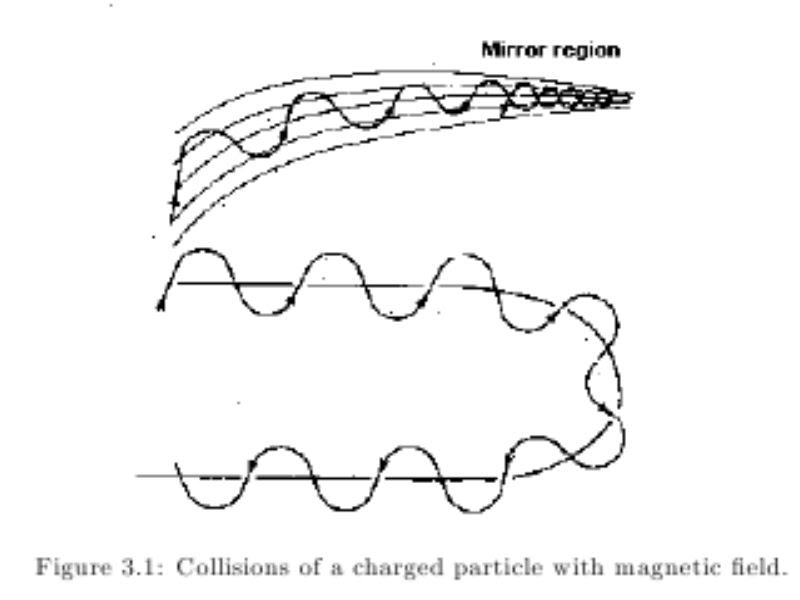 Mirror region
Figure 3.1: Collisions of a charged particle with magnetic field.